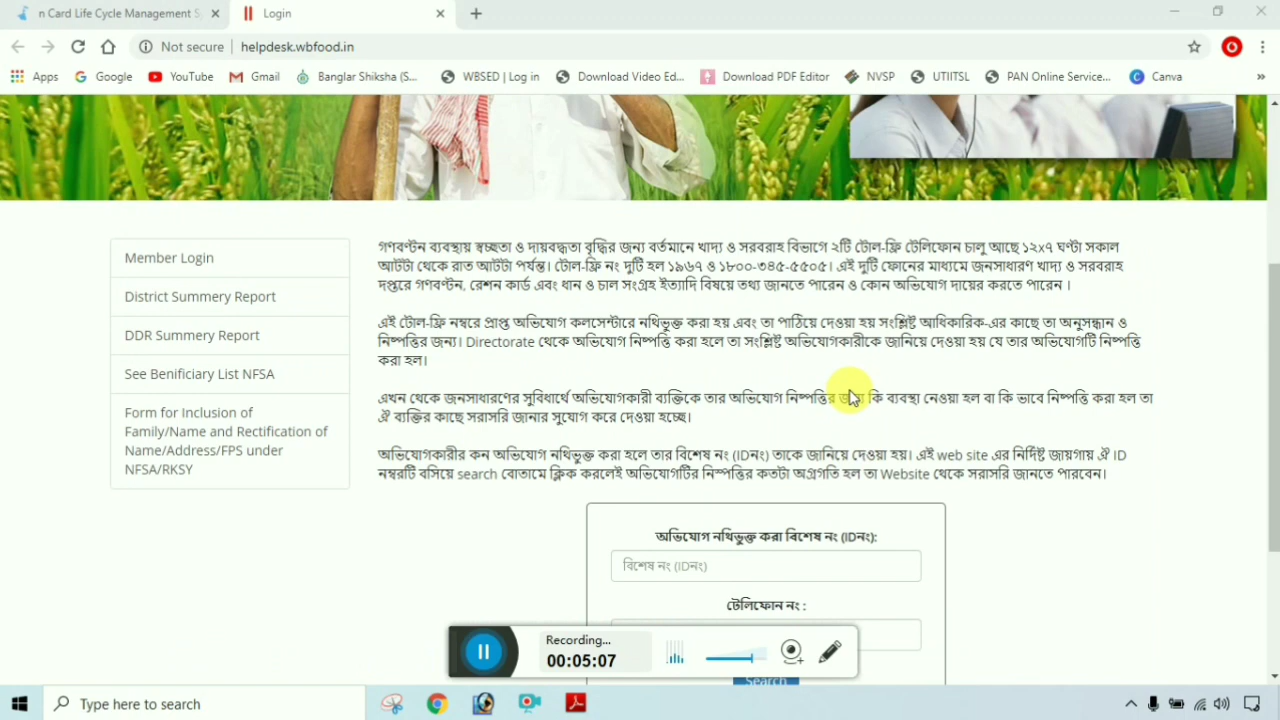 n Card Life Cycle Management S
Login
Not secure
helpdesk.wbfood.in
Apps
Google
YouTube
Gmail
Banglar Shiksha (S...
WBSED | Log in
Download Video Ed...
Download PDF Editor
NVSP
UTIITSL
PAN Online Service...
Canva
»
Member Login
District Summery Report
DDR Summery Report
See Benificiary List NFSA
Form for Inclusion of
Family/Name and Rectification of
Name/Address/FPS under
NFSA/RKSY
গণবণ্টন ব্যবস্থায় স্বচ্ছতা ও দায়বদ্ধতা বৃদ্ধির জন্য বর্তমানে খাদ্য ও সরবরাহ বিভাগে ২টি টোল-ফ্রি টেলিফোন চালু আছে ১২x৭ ঘণ্টা সকাল
আটটা থেকে রাত আটটা পর্যন্ত। টোল-ফ্রি নং দুটি হল ১৯৬৭ ও ১৮০০-৩৪৫-৫৫০৫। এই দুটি ফোনের মাধ্যমে জনসাধারণ খাদ্য ও সরবরাহ
দপ্তরে গণবণ্টন, রেশন কার্ড এবং ধান ও চাল সংগ্রহ ইত্যাদি বিষয়ে তথ্য জানতে পারেন ও কোন অভিযোগ দায়ের করতে পারেন ।
এই টোল-ফ্রি নম্বরে প্রাপ্ত অভিযোগ কলসেন্টারে নথিভুক্ত করা হয় এবং তা পাঠিয়ে দেওয়া হয় সংশ্লিষ্ট আধিকারিক-এর কাছে তা অনুসন্ধান ও
নিষ্পত্তির জন্য। Directorate থেকে অভিযোগ নিষ্পত্তি করা হলে তা সংশ্লিষ্ট অভিযোগকারীকে জানিয়ে দেওয়া হয় যে তার অভিযোগটি নিষ্পত্তি
করা হল।
এখন থেকে জনসাধারণের সুবিধার্থে অভিযোগকারী ব্যক্তিকে তার অভিযোগ নিষ্পত্তির জন্য কি ব্যবস্থা নেওয়া হল বা কি ভাবে নিষ্পত্তি করা হল তা
ঐ ব্যক্তির কাছে সরাসরি জানার সুযোগ করে দেওয়া হচ্ছে।
অভিযোগকারীর কন অভিযোগ নথিভুক্ত করা হলে তার বিশেষ নং (IDনং) তাকে জানিয়ে দেওয়া হয়। এই web site এর নির্দিষ্ট জায়গায় ঐ ID
নম্বরটি বসিয়ে search বোতামে ক্লিক করলেই অভিযোগটির নিস্পত্তির কতটা অগ্রগতি হল তা Website থেকে সরাসরি জানতে পারবেন।
অভিযোগ নথিভুক্ত করা বিশেষ নং (IDনং):
বিশেষ নং (IDনং)
টেলিফোন নং :
Search
Recording...
00:05:07
Type here to search